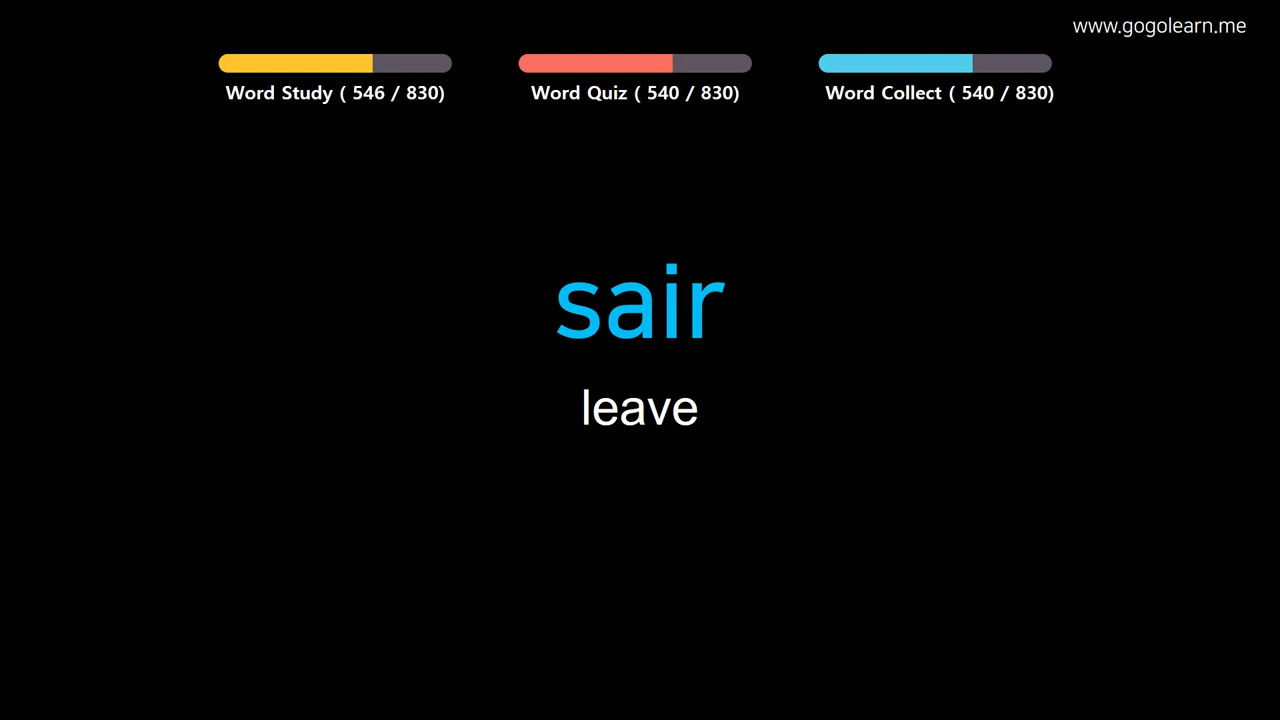 www.gogolearn.me
Word Study ( 546 / 830)
Word Quiz ( 540 / 830)
Word Collect ( 540 / 830)
sair
leave